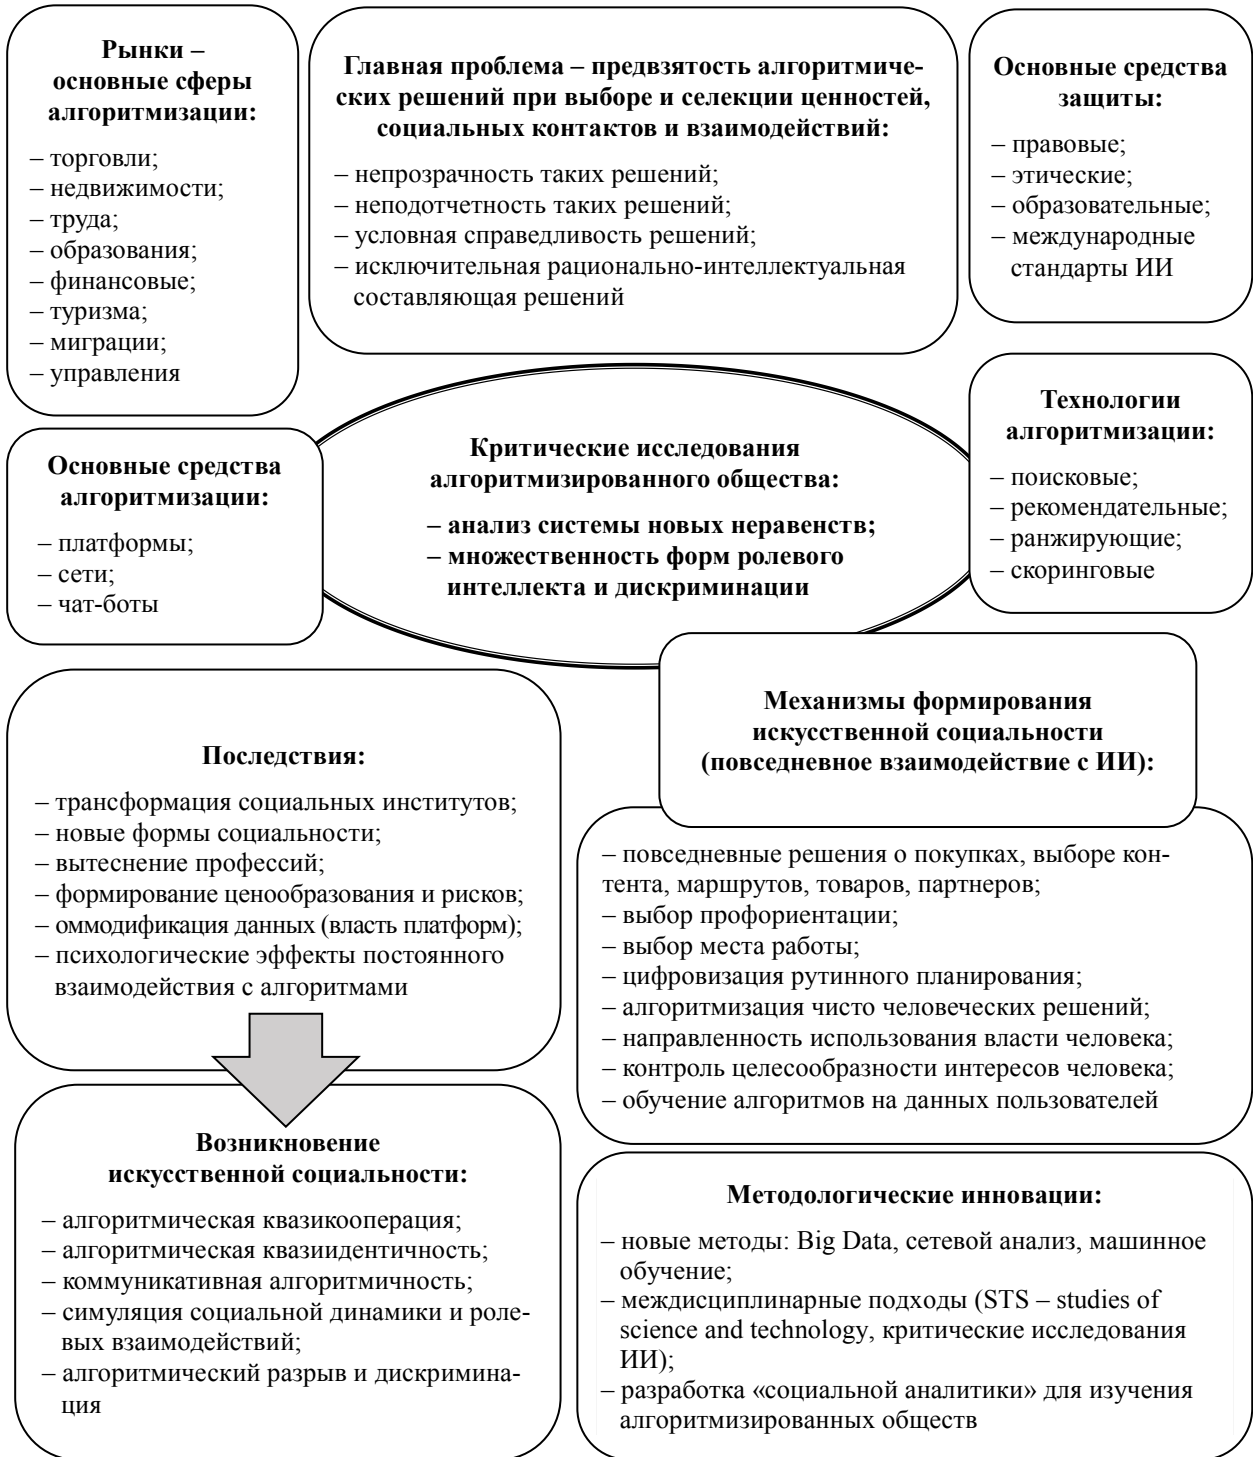 Рынки –
основные сферы
алгоритмизации:
– торговли;
– недвижимости;
– труда;
– образования;
– финансовые;
– туризма;
– миграции;
– управления
Главная проблема – предвзятость алгоритмиче-
ских решений при выборе и селекции ценностей,
социальных контактов и взаимодействий:
– непрозрачность таких решений;
– неподотчетность таких решений;
– условная справедливость решений;
– исключительная рационально-интеллектуальная
составляющая решений
Основные средства
защиты:
– правовые;
– этические;
– образовательные;
– международные
стандарты ИИ
Основные средства
алгоритмизации:
– платформы;
– сети;
– чат-боты
Критические исследования
алгоритмизированного общества:
– анализ системы новых неравенств;
– множественность форм ролевого
интеллекта и дискриминации
Технологии
алгоритмизации:
– поисковые;
– рекомендательные;
– ранжирующие;
– скоринговые
Последствия:
– трансформация социальных институтов;
– новые формы социальности;
– вытеснение профессий;
– формирование ценообразования и рисков;
– оммодификация данных (власть платформ);
– психологические эффекты постоянного
взаимодействия с алгоритмами
Механизмы формирования
искусственной социальности
(повседневное взаимодействие с ИИ):
– повседневные решения о покупках, выборе кон-
тента, маршрутов, товаров, партнеров;
– выбор профориентации;
– выбор места работы;
– цифровизация рутинного планирования;
– алгоритмизация чисто человеческих решений;
– направленность использования власти человека;
– контроль целесообразности интересов человека;
– обучение алгоритмов на данных пользователей
Возникновение
искусственной социальности:
– алгоритмическая квазикооперация;
– алгоритмическая квазиидентичность;
– коммуникативная алгоритмичность;
– симуляция социальной динамики и роле-
вых взаимодействий;
– алгоритмический разрыв и дискримина-
ция
Методологические инновации:
– новые методы: Big Data, сетевой анализ, машинное
обучение;
– междисциплинарные подходы (STS – studies of
science and technology, критические исследования
ИИ);
– разработка «социальной аналитики» для изучения
алгоритмизированных обществ